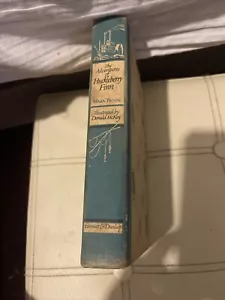 The
Adventures
of
Huckleberry
Finn
MARK TWAIN
Illustrated by
Donald McKay
Grosset & Dunlap